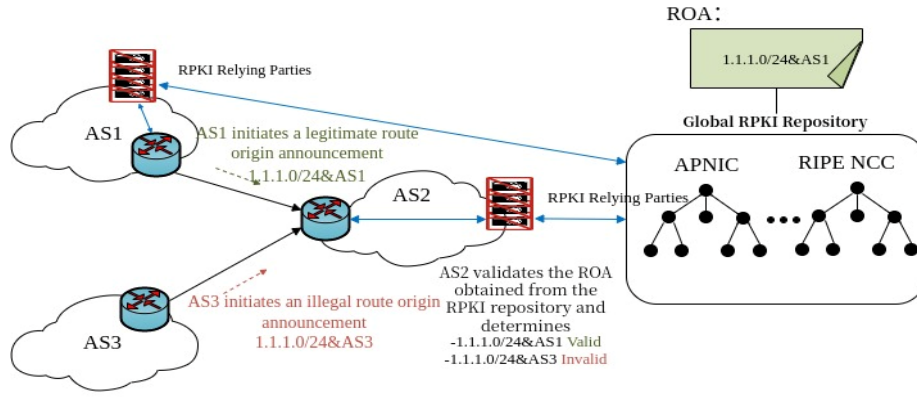 ROA：
1.1.1.0/24&AS1
Global RPKI Repository
APNIC
RIPE NCC
RPKI Relying Parties
AS1
AS1 initiates a legitimate route
origin announcement
1.1.1.0/24&AS1
AS2
RPKI Relying Parties
AS2 validates the ROA
obtained from the
RPKI repository and
determines
-1.1.1.0/24&AS1 Valid
-1.1.1.0/24&AS3 Invalid
AS3 initiates an illegal route origin
announcement
1.1.1.0/24&AS3
AS3